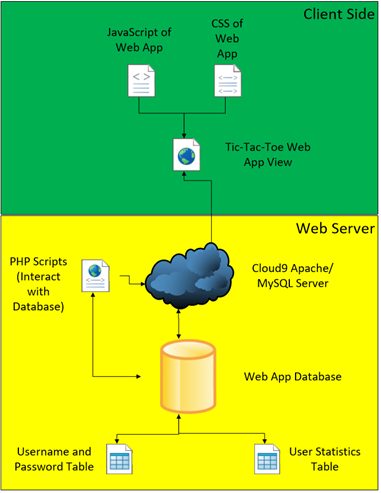 Client Side
JavaScript of
Web App
CSS of
Web
App
Tic-Tac-Toe Web
App View
Web Server
PHP Scripts
(Interact
with
Database)
Cloud9 Apache/
MySQL Server
Web App Database
Username and
Password Table
User Statistics
Table